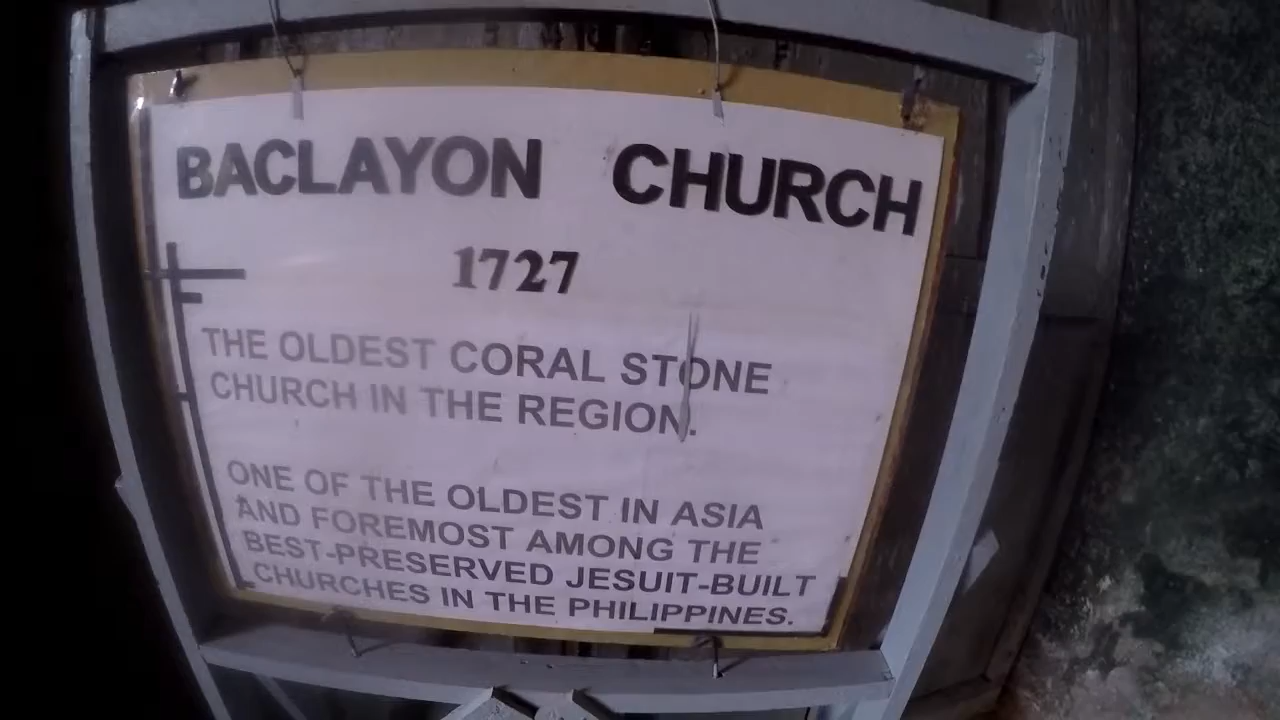 BACLAYON CHURCH
1727
THE OLDEST CORAL STONE
CHURCH IN THE REGION.
ONE OF THE OLDEST IN ASIA
AND FOREMOST AMONG THE
BEST-PRESERVED JESUIT-BUILT
CHURCHES IN THE PHILIPPINES.